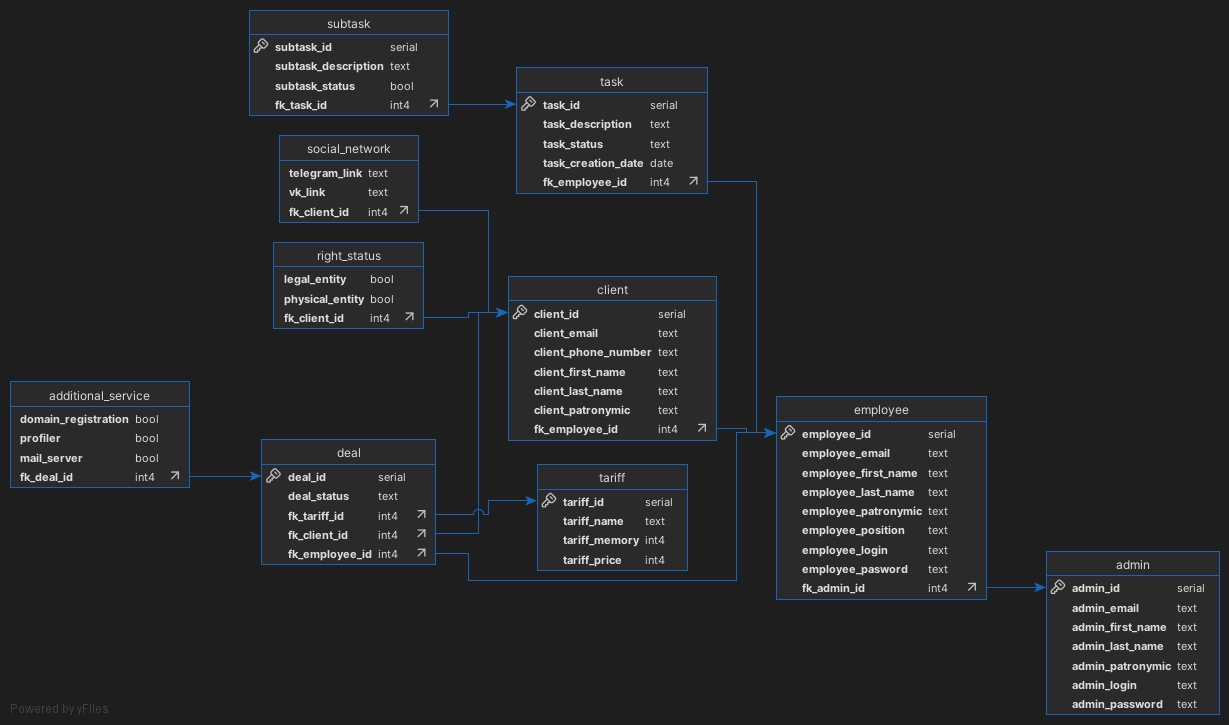 subtask
subtask_id serial
subtask_description text
subtask_status bool
fk_task_id int4
task
task_id serial
task_description text
task_status text
task_creation_date date
fk_employee_id int4
social_network
telegram_link text
vk_link text
fk_client_id int4
right_status
legal_entity bool
physical_entity bool
fk_client_id int4
client
client_id serial
client_email text
client_phone_number text
client_first_name text
client_last_name text
client_patronymic text
fk_employee_id int4
additional_service
domain_registration bool
profiler bool
mail_server bool
fk_deal_id int4
deal
deal_id serial
deal_status text
fk_tariff_id int4
fk_client_id int4
fk_employee_id int4
tariff
tariff_id serial
tariff_name text
tariff_memory int4
tariff_price int4
employee
employee_id serial
employee_email text
employee_first_name text
employee_last_name text
employee_patronymic text
employee_position text
employee_login text
employee_pasword text
fk_admin_id int4
admin
admin_id serial
admin_email text
admin_first_name text
admin_last_name text
admin_patronymic text
admin_login text
admin_password text
Powered by yFiles